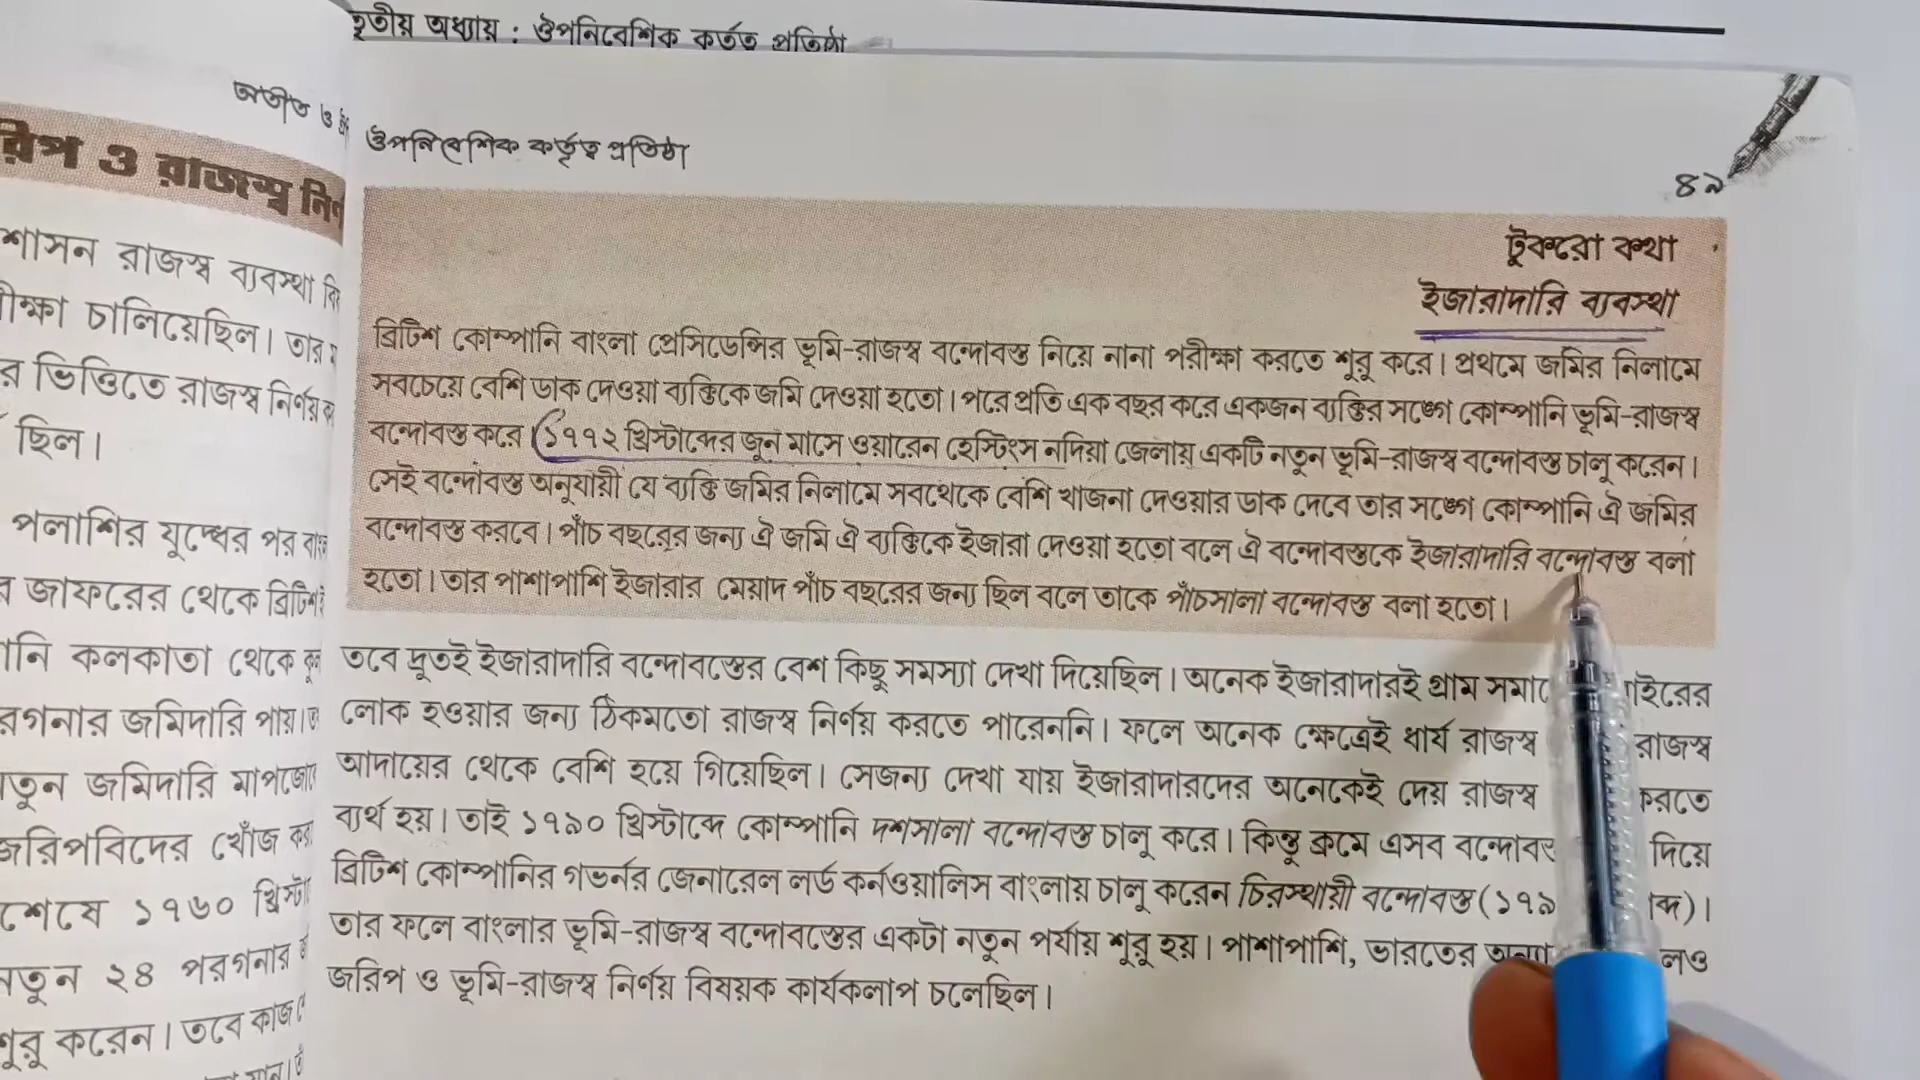 তৃতীয় অধ্যায় : ঔপনিবেশিক কর্তৃত্ব প্রতিষ্ঠা
অতীত ও
ঔপনিবেশিক কর্তৃত্ব প্রতিষ্ঠা
৪৯
রিপ ও রাজস্ব নির্ণ
শাসন রাজস্ব ব্যবস্থা
ীক্ষা চালিয়েছিল। তার
র ভিত্তিতে রাজস্ব নির্ণয়
ছিল।
পলাশির যুদ্ধের পর
র জাফরের থেকে ব্রিটিশ
ানি কলকাতা থেকে
রগনার জমিদারি পায়।
তুন জমিদারি
জরিপবিদের খোঁজ
শেষে ১৭৬০
নতুন ২৪ পরগনার
শুরু করেন। তবে কাজ
টুকরো কথা
ইজারাদারি ব্যবস্থা
ব্রিটিশ কোম্পানি বাংলা প্রেসিডেন্সির ভূমি-রাজস্ব বন্দোবস্ত নিয়ে নানা পরীক্ষা করতে শুরু করে। প্রথমে জমির নিলামে
সবচেয়ে বেশি ডাক দেওয়া ব্যক্তিকে জমি দেওয়া হতো। পরে প্রতি এক বছর করে একজন ব্যক্তির সঙ্গে কোম্পানি ভূমি-রাজস্ব
বন্দোবস্ত করে। ১৭৭২ খ্রিস্টাব্দের জুন মাসে ওয়ারেন হেস্টিংস নদিয়া জেলায় একটি নতুন ভূমি-রাজস্ব বন্দোবস্ত চালু করেন।
সেই বন্দোবস্ত অনুযায়ী যে ব্যক্তি জমির নিলামে সবথেকে বেশি খাজনা দেওয়ার ডাক দেবে তার সঙ্গে কোম্পানি ঐ জমির
বন্দোবস্ত করবে। পাঁচ বছরের জন্য ঐ জমি ঐ ব্যক্তিকে ইজারা দেওয়া হতো বলে ঐ বন্দোবস্তকে ইজারাদারি বন্দোবস্ত বলা
হতো। তার পাশাপাশি ইজারার মেয়াদ পাঁচ বছরের জন্য ছিল বলে তাকে পাঁচসালা বন্দোবস্ত বলা হতো।
তবে দ্রুতই ইজারাদারি বন্দোবস্তের বেশ কিছু সমস্যা দেখা দিয়েছিল। অনেক ইজারাদারই গ্রাম সমা াইরের
লোক হওয়ার জন্য ঠিকমতো রাজস্ব নির্ণয় করতে পারেননি। ফলে অনেক ক্ষেত্রেই ধার্য রাজস্ব রাজস্ব
আদায়ের থেকে বেশি হয়ে গিয়েছিল। সেজন্য দেখা যায় ইজারাদারদের অনেকেই দেয় রাজস্ব করতে
ব্যর্থ হয়। তাই ১৭৯০ খ্রিস্টাব্দে কোম্পানি দশসালা বন্দোবস্ত চালু করে। কিন্তু ক্রমে এসব বন্দোবস্ত দিয়ে
ব্রিটিশ কোম্পানির গভর্নর জেনারেল লর্ড কর্নওয়ালিস বাংলায় চালু করেন চিরস্থায়ী বন্দোবস্ত (১৭৯ ব্দ)।
তার ফলে বাংলার ভূমি-রাজস্ব বন্দোবস্তের একটা নতুন পর্যায় শুরু হয়। পাশাপাশি, ভারতের লও
জরিপ ও ভূমি-রাজস্ব নির্ণয় বিষয়ক কার্যকলাপ চলেছিল।